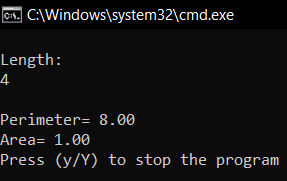 C:\Windows\system32\cmd.exe
Length:
4
Perimeter= 8.00
Area= 1.00
Press (y/Y) to stop the program